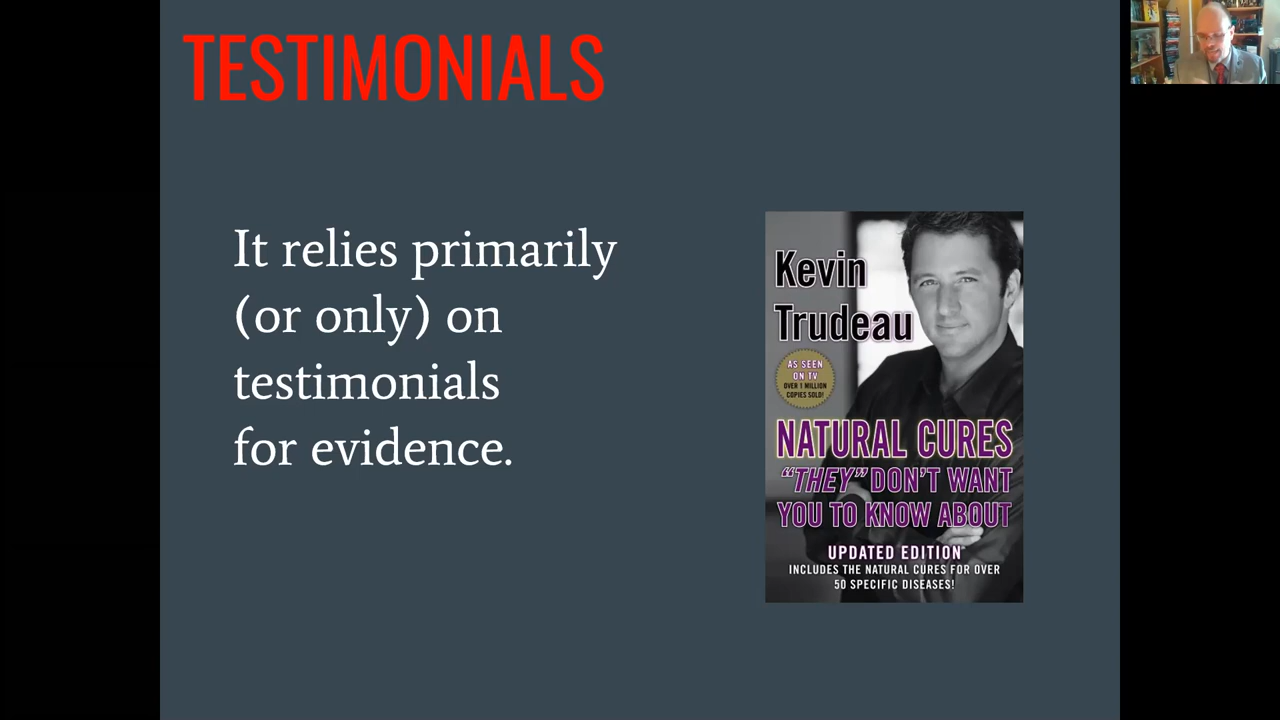 TESTIMONIALS
It relies primarily
(or only) on
testimonials
for evidence.
Kevin
Trudeau
AS SEEN
ON TV
OVER 1 MILLION
COPIES SOLD!
NATURAL CURES
"THEY" DON'T WANT
YOU TO KNOW ABOUT
UPDATED EDITION
INCLUDES THE NATURAL CURES FOR OVER
50 SPECIFIC DISEASES!